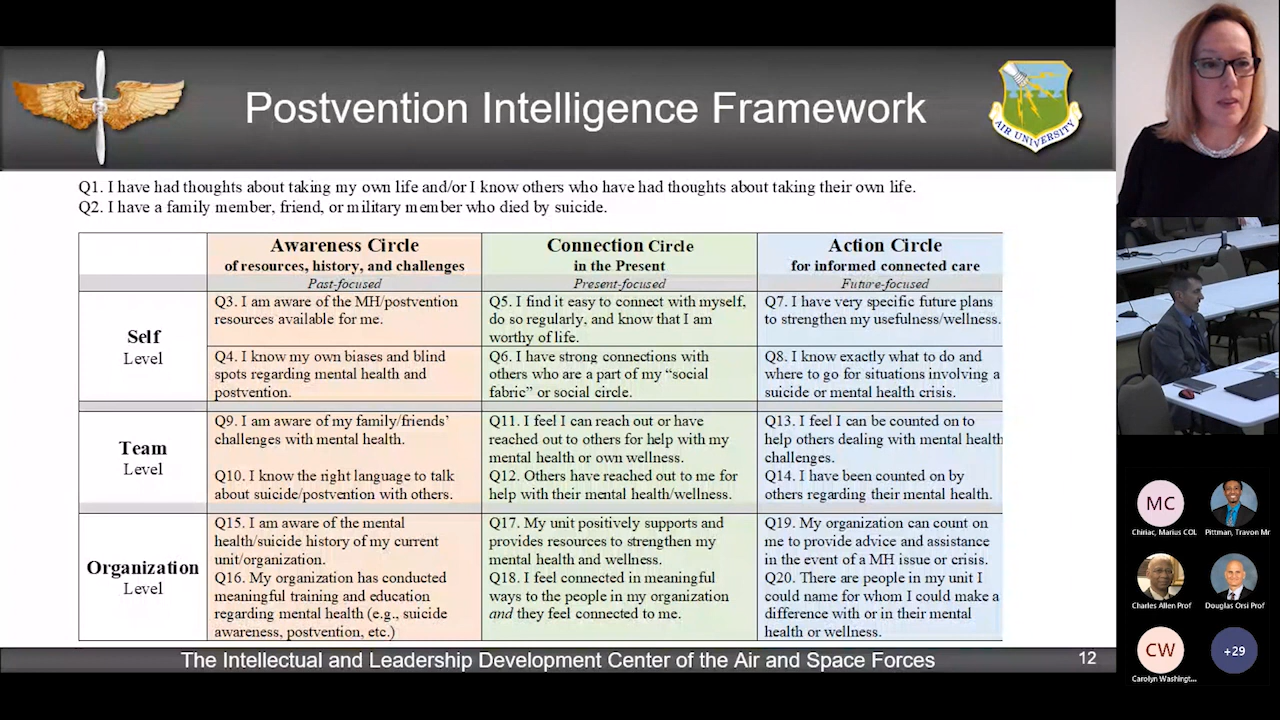 Postvention Intelligence Framework
AIR UNIVERSITY
Q1. I have had thoughts about taking my own life and/or I know others who have had thoughts about taking their own life.
Q2. I have a family member, friend, or military member who died by suicide.
Awareness Circle
of resources, history, and challenges
Past-focused
Connection Circle
in the Present
Present-focused
Action Circle
for informed connected care
Future-focused
Self
Level
Q3. I am aware of the MH/postvention
resources available for me.
Q5. I find it easy to connect with myself,
do so regularly, and know that I am
worthy of life.
Q7. I have very specific future plans
to strengthen my usefulness/wellness.
Q4. I know my own biases and blind
spots regarding mental health and
postvention.
Q6. I have strong connections with
others who are a part of my “social
fabric” or social circle.
Q8. I know exactly what to do and
where to go for situations involving a
suicide or mental health crisis.
Team
Level
Q9. I am aware of my family/friends’
challenges with mental health.
Q10. I know the right language to talk
about suicide/postvention with others.
Q11. I feel I can reach out or have
reached out to others for help with my
mental health or own wellness.
Q12. Others have reached out to me for
help with their mental health/wellness.
Q13. I feel I can be counted on to
help others dealing with mental health
challenges.
Q14. I have been counted on by
others regarding their mental health.
Organization
Level
Q15. I am aware of the mental
health/suicide history of my current
unit/organization.
Q16. My organization has conducted
meaningful training and education
regarding mental health (e.g., suicide
awareness, postvention, etc.)
Q17. My unit positively supports and
provides resources to strengthen my
mental health and wellness.
Q18. I feel connected in meaningful
ways to the people in my organization
and they feel connected to me.
Q19. My organization can count on
me to provide advice and assistance
in the event of a MH issue or crisis.
Q20. There are people in my unit I
could name for whom I could make a
difference with or in their mental
health or wellness.
The Intellectual and Leadership Development Center of the Air and Space Forces
12
MC
Chiriac, Marius COL
Pittman, Travon Mr
Charles Allen Prof
Douglas Orsi Prof
CW
Carolyn Washingt...
+29